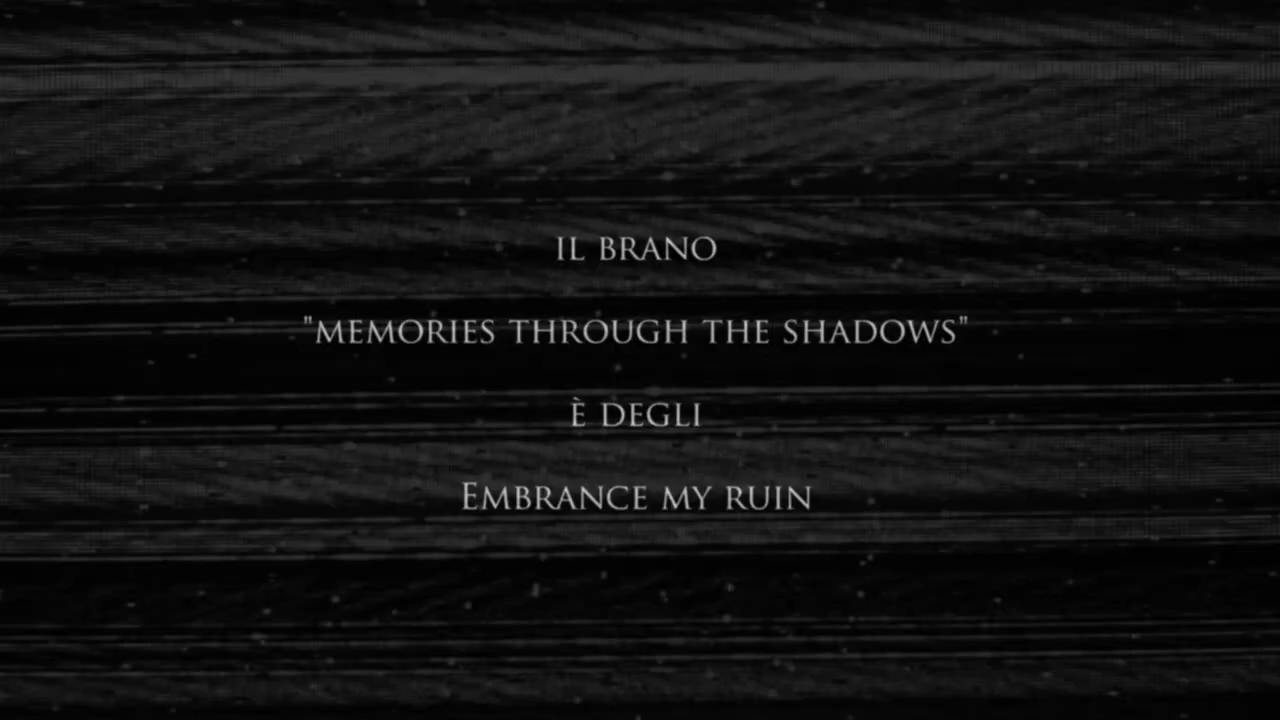 il brano
"memories through the shadows"
è degli
Embrance my ruin